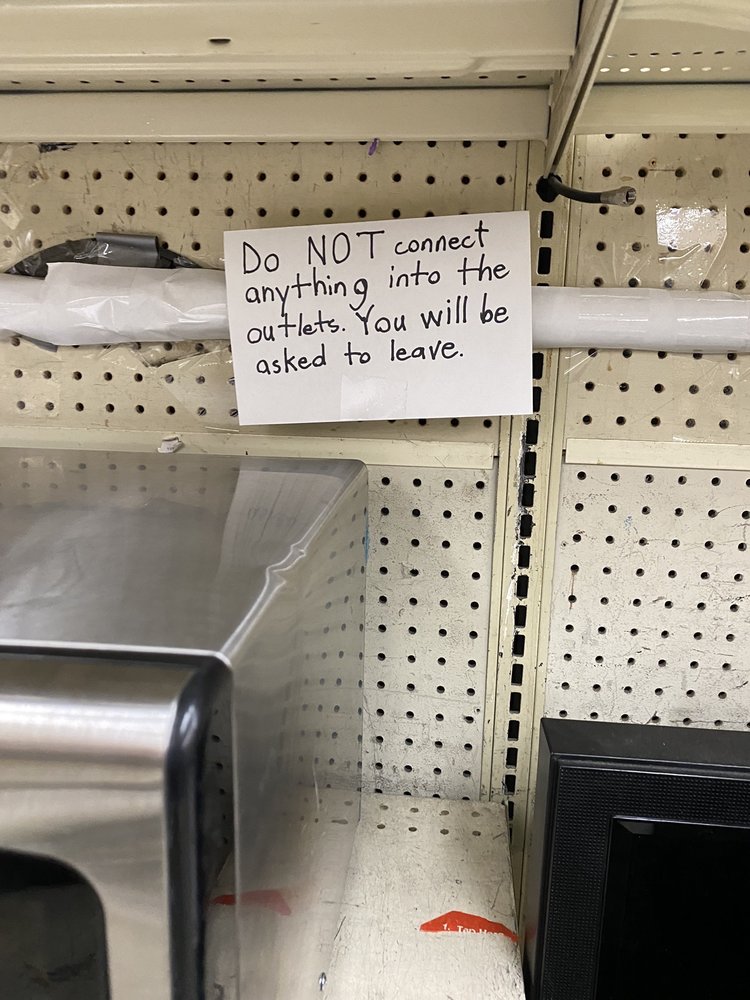 Do NOT connect
anything into the
outlets. You will be
asked to leave.